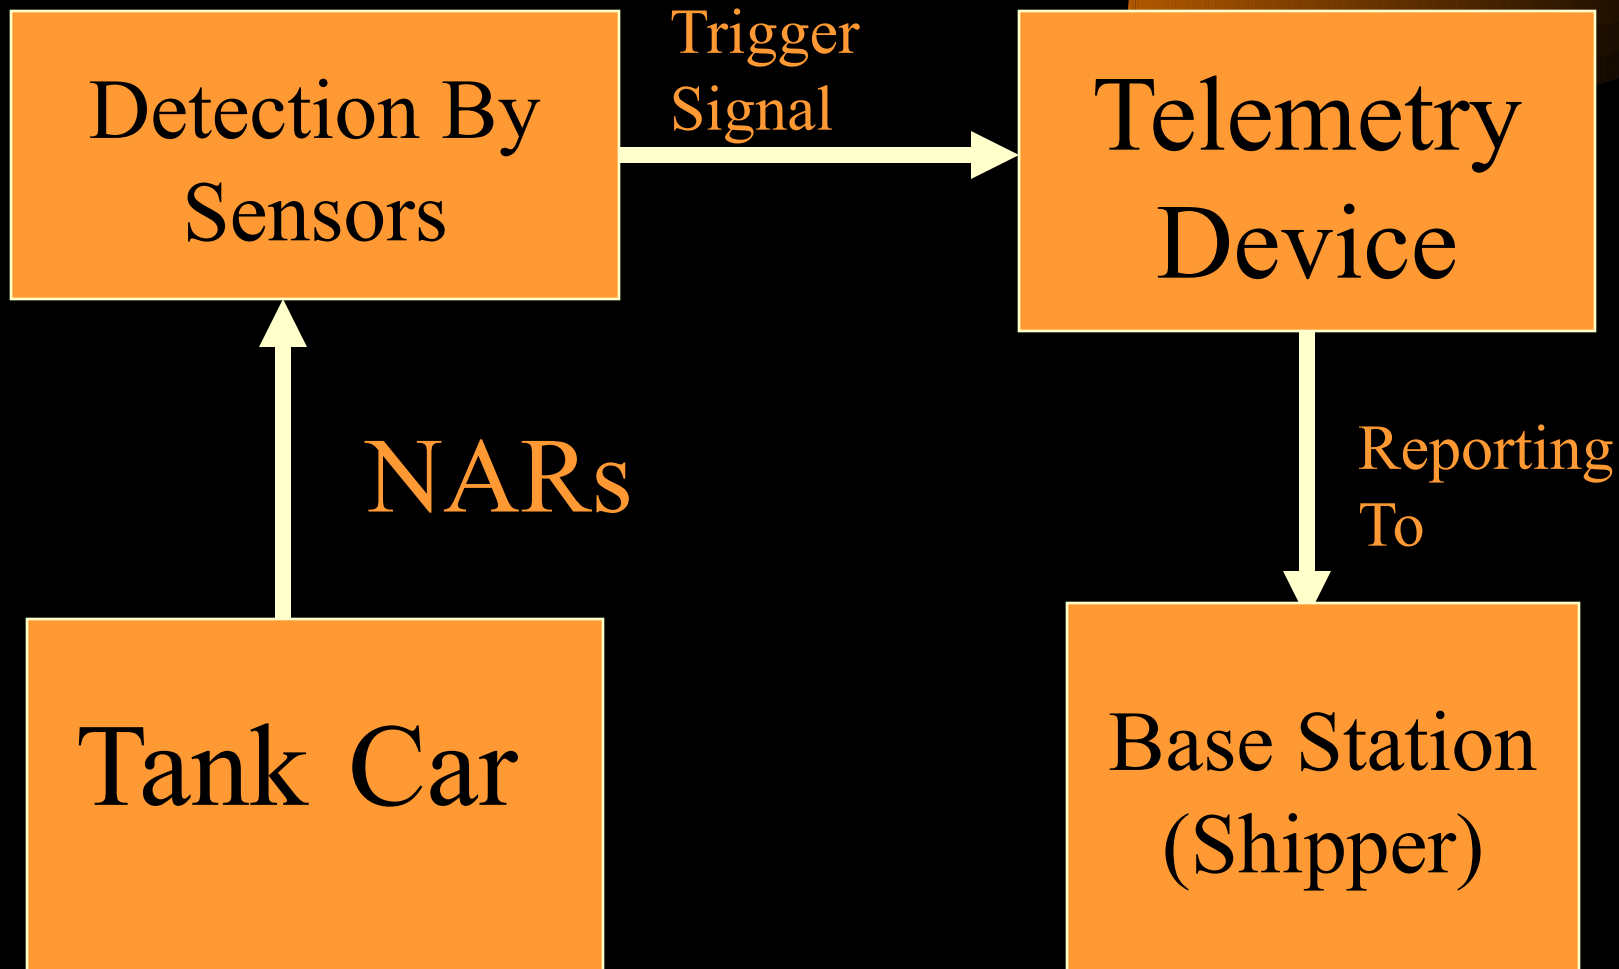 Detection By
Sensors
Trigger
Signal
Telemetry
Device
NARs
Reporting
To
Tank Car
Base Station
(Shipper)